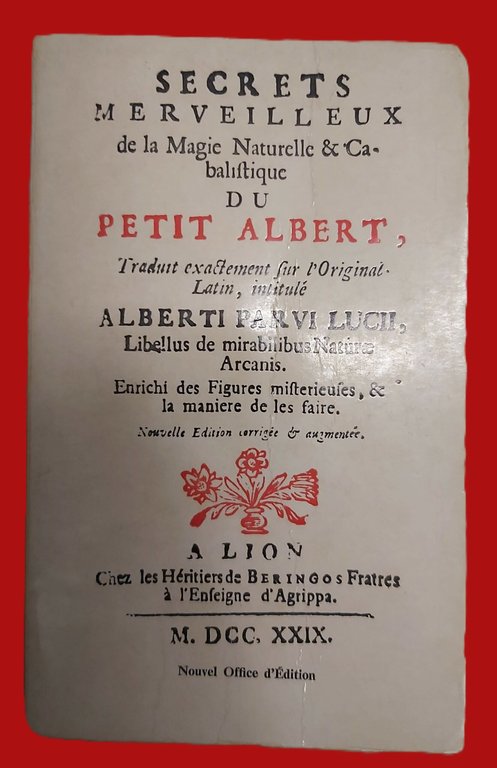 SECRETS
MERVEILLEUX
de la Magie Naturelle & Ca-
baliſtique
DU
PETIT ALBERT,
Traduit exactement ſur l'Original-
Latin, intitulé
ALBERTI PARVI LUCII,
Libellus de mirabilibus Naturæ
Arcanis.
Enrichi des Figures miſterieuſes, &
la maniere de les faire.
Nouvelle Edition corrigée & augmentée.
A LION
Chez les Héritiers de BERINGOS Fratres
à l'Enſeigne d'Agrippa.
M. DCC, XXIX.
Nouvel Office d'Édition